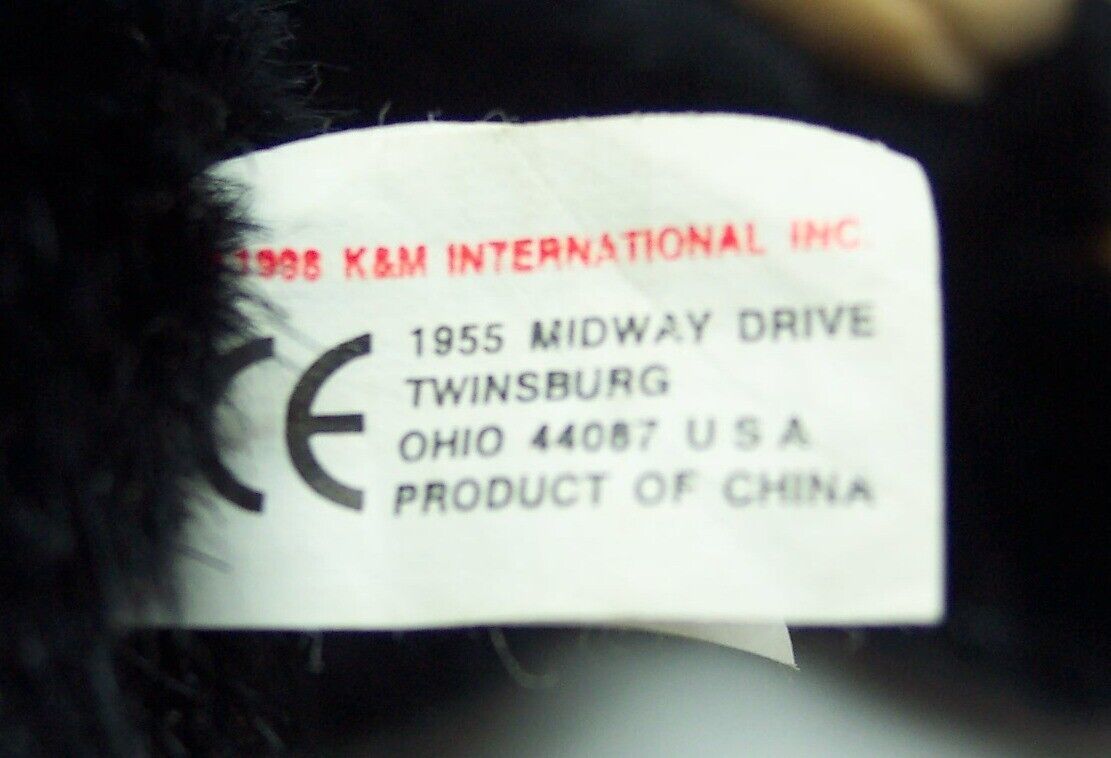 1998 K&M INTERNATIONAL INC.
CE
1955 MIDWAY DRIVE
TWINSBURG
OHIO 44087 U S A
PRODUCT OF CHINA